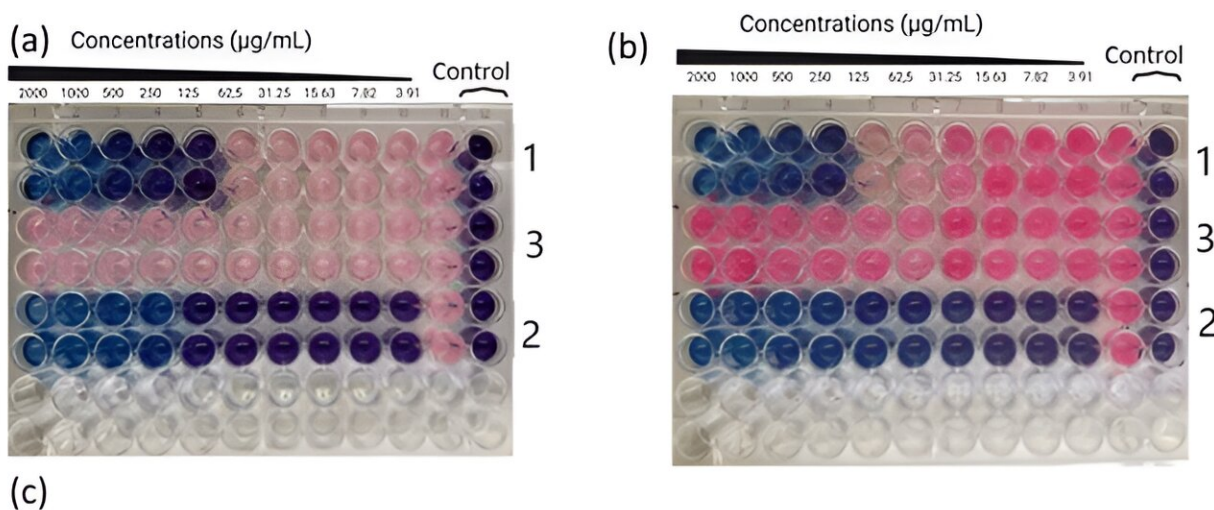 (a)
Concentrations (µg/mL)
Control
2000 1000 500 250 125 62.5 31.25 15.63 7.82 3.91
1
3
2
(b)
Concentrations (µg/mL)
Control
2000 1000 500 250 125 62.5 31.25 15.63 7.82 3.91
1
3
2
(c)